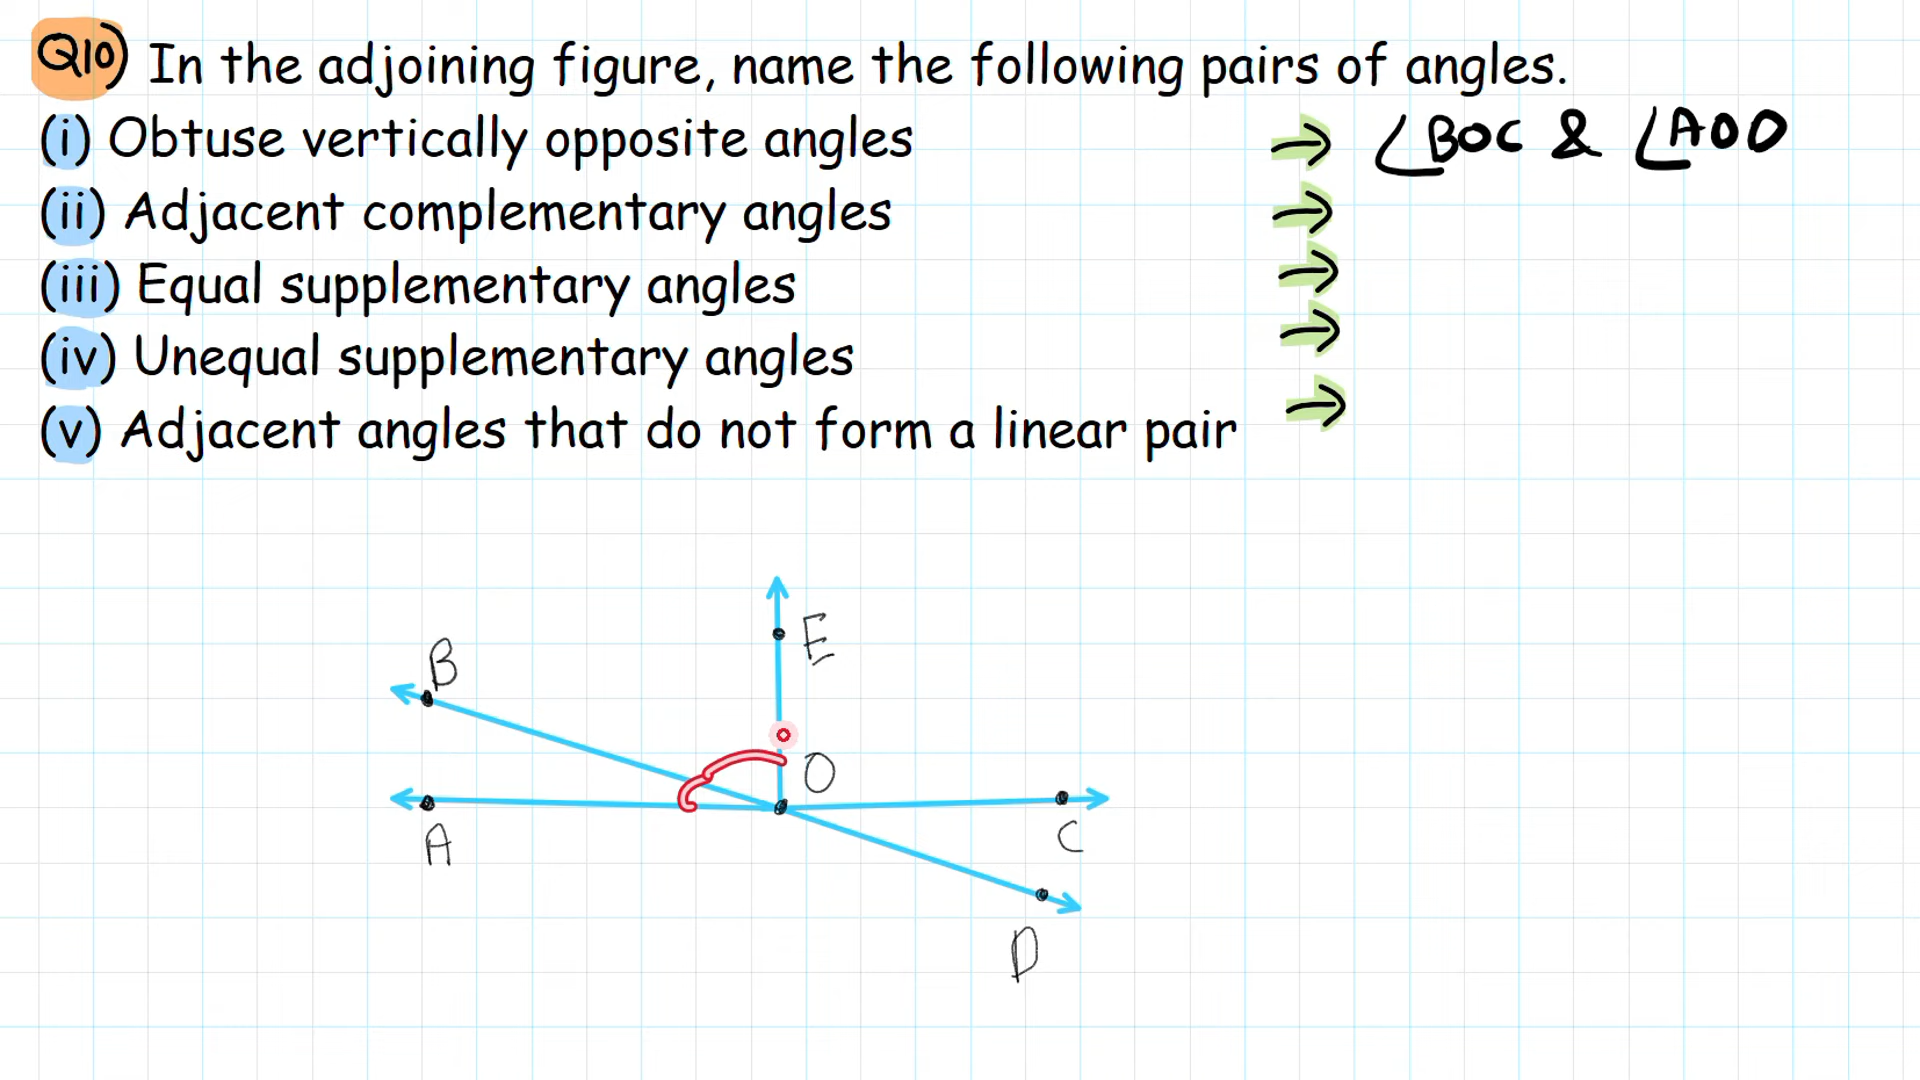 Q10) In the adjoining figure, name the following pairs of angles.
(i) Obtuse vertically opposite angles ⇒ ∠BOC & ∠AOD
(ii) Adjacent complementary angles ⇒
(iii) Equal supplementary angles ⇒
(iv) Unequal supplementary angles ⇒
(v) Adjacent angles that do not form a linear pair ⇒
E
B
O
A
C
D